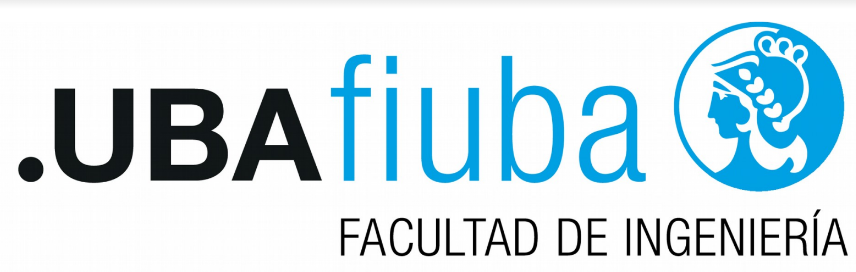 .UBAfiuba
FACULTAD DE INGENIERÍA